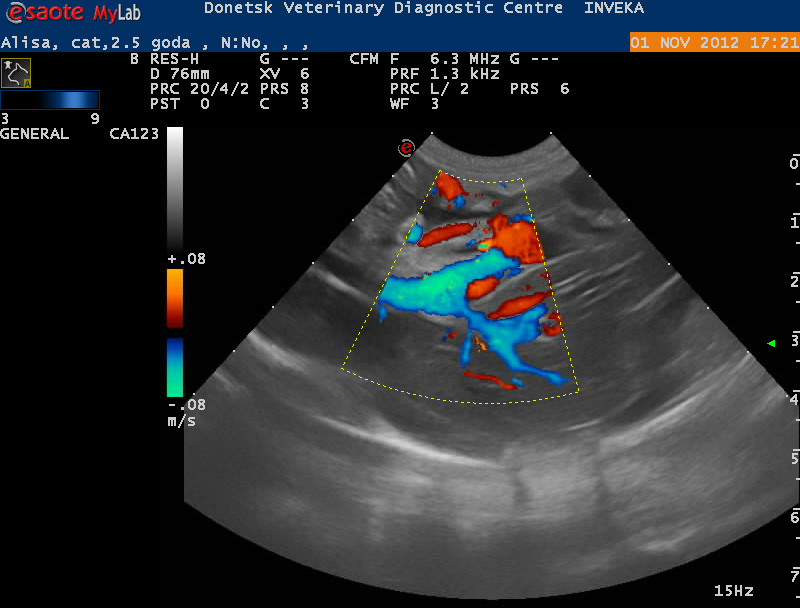 esaote MyLab
Donetsk Veterinary Diagnostic Centre INVEKA
Alisa, cat,2.5 goda , N:No, , ,
01 NOV 2012 17:21
B RES-H G --- CFM F 6.3 MHz G ---
D 76mm XV 6 PRF 1.3 kHz
PRC 20/4/2 PRS 8 PRC L/ 2 PRS 6
PST 0 C 3 WF 3
A
3 9
GENERAL CA123
e
0
1
+.08
2
3
4
-.08
m/s
5
6
7
15Hz